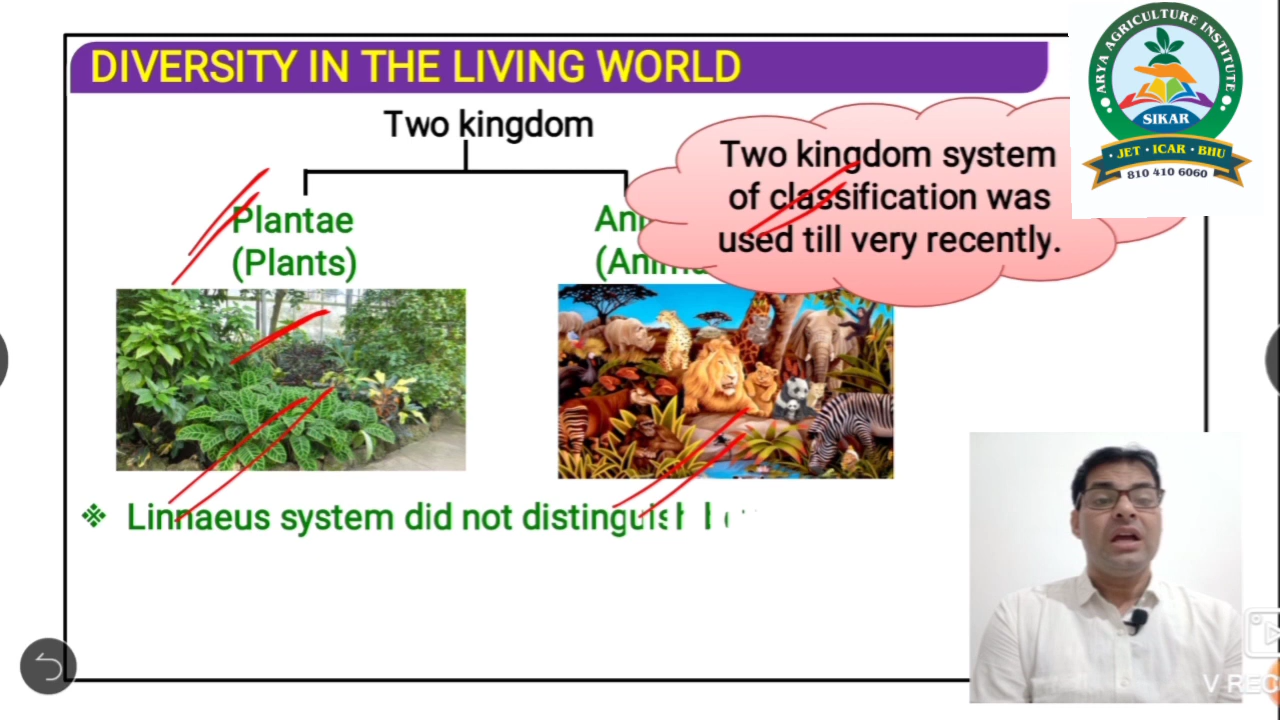 DIVERSITY IN THE LIVING WORLD
Two kingdom
Plantae
(Plants)
Two kingdom system
of classification was
used till very recently.
Linnaeus system did not distinguish
ARYA AGRICULTURE INSTITUTE
SIKAR
· JET · ICAR · BHU
810 410 6060
V REC